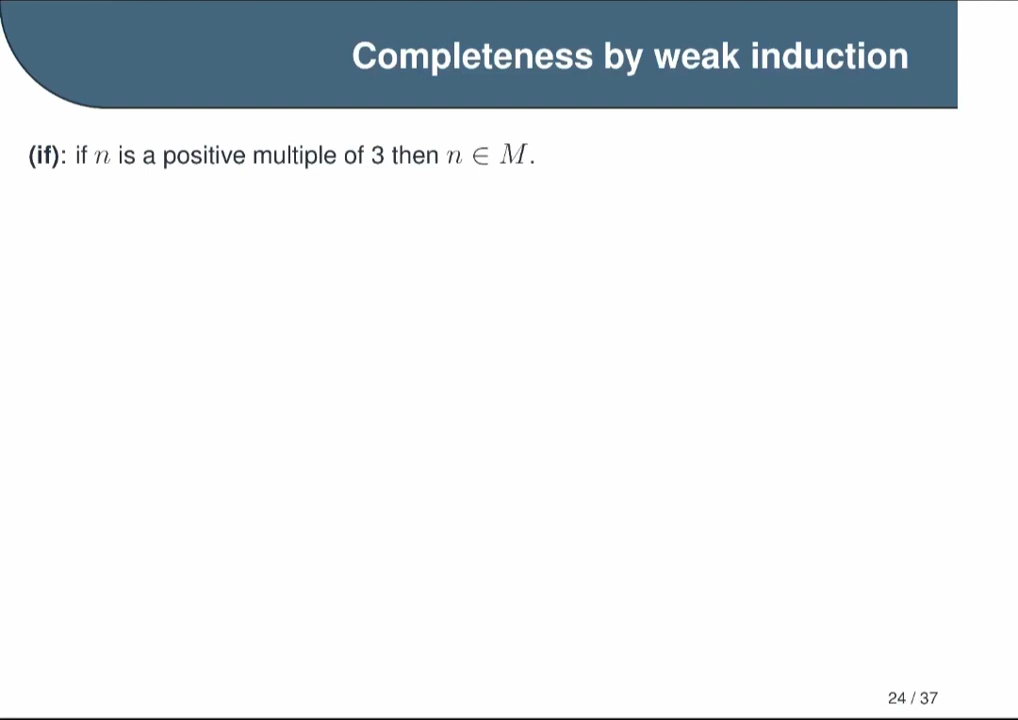 Completeness by weak induction
(if): if n is a positive multiple of 3 then n ∈ M.
24 / 37